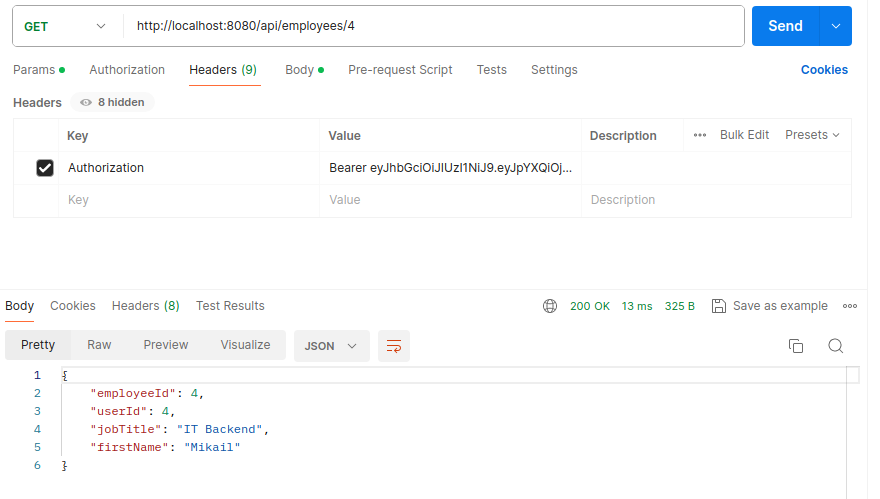 GET http://localhost:8080/api/employees/4 Send
Params Authorization Headers (9) Body Pre-request Script Tests Settings Cookies
Headers 8 hidden
Key Value Description Bulk Edit Presets
Authorization Bearer eyJhbGciOiJIUzI1NiJ9.eyJpYXQiOj...
Key Value Description
Body Cookies Headers (8) Test Results 200 OK 13 ms 325 B Save as example
Pretty Raw Preview Visualize JSON
1 {
2 "employeeId": 4,
3 "userId": 4,
4 "jobTitle": "IT Backend",
5 "firstName": "Mikail"
6 }